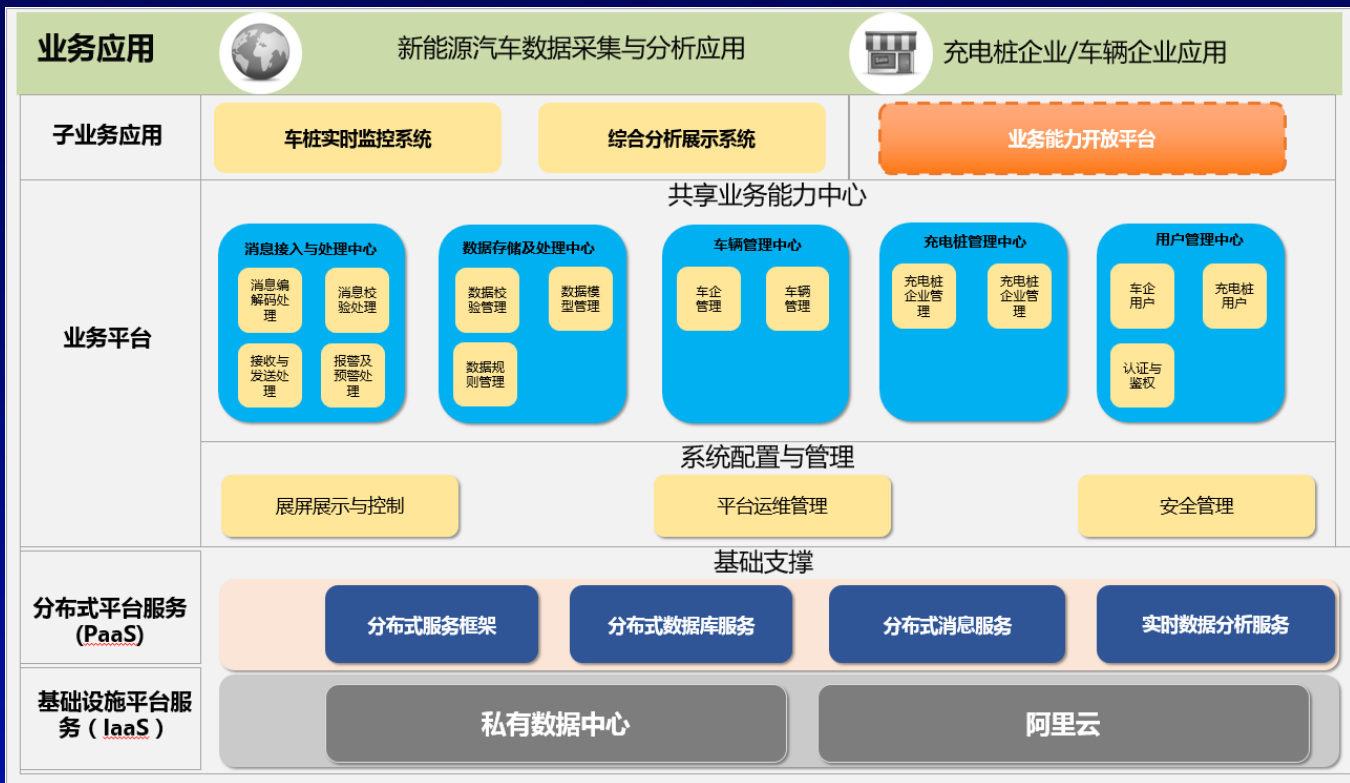 业务应用
新能源汽车数据采集与分析应用
充电桩企业/车辆企业应用
子业务应用
车桩实时监控系统
综合分析展示系统
业务能力开放平台
业务平台
共享业务能力中心
消息接入与处理中心
消息编
解码处
理
消息校
验处理
接收与
发送处
理
报警及
预警处
理
数据存储及处理中心
数据校
验管理
数据模
型管理
数据规
则管理
车辆管理中心
车企
管理
车辆
管理
充电桩管理中心
充电桩
企业管
理
充电桩
企业管
理
用户管理中心
车企
用户
充电桩
用户
认证与
鉴权
系统配置与管理
展屏展示与控制
平台运维管理
安全管理
基础支撑
分布式平台服务
(PaaS)
分布式服务框架
分布式数据库服务
分布式消息服务
实时数据分析服务
基础设施平台服
务（IaaS）
私有数据中心
阿里云